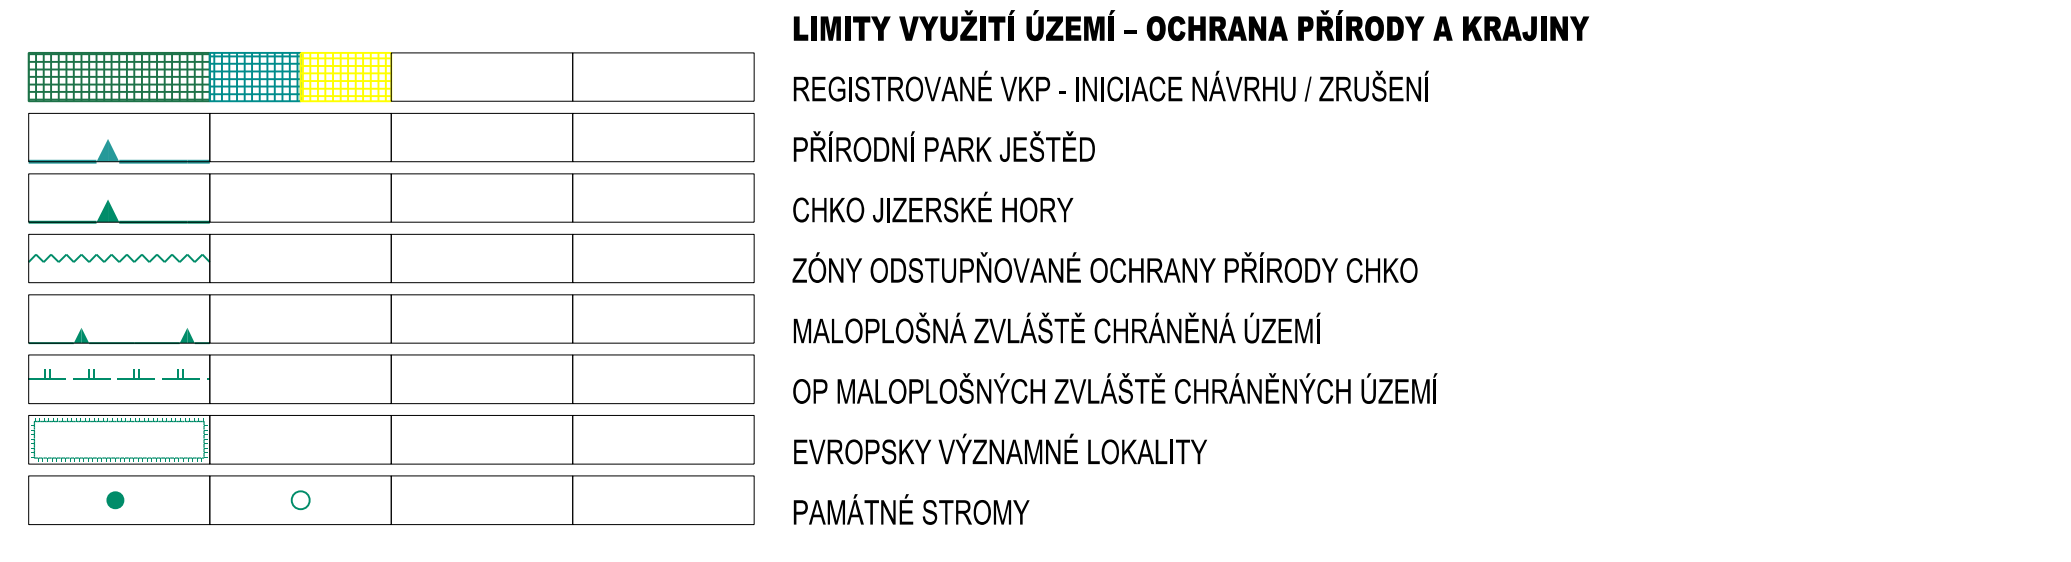 LIMITY VYUŽITÍ ÚZEMÍ – OCHRANA PŘÍRODY A KRAJINY
REGISTROVANÉ VKP - INICIACE NÁVRHU / ZRUŠENÍ
PŘÍRODNÍ PARK JEŠTĚD
CHKO JIZERSKÉ HORY
ZÓNY ODSTUPŇOVANÉ OCHRANY PŘÍRODY CHKO
MALOPLOŠNÁ ZVLÁŠTĚ CHRÁNĚNÁ ÚZEMÍ
OP MALOPLOŠNÝCH ZVLÁŠTĚ CHRÁNĚNÝCH ÚZEMÍ
EVROPSKY VÝZNAMNÉ LOKALITY
PAMÁTNÉ STROMY